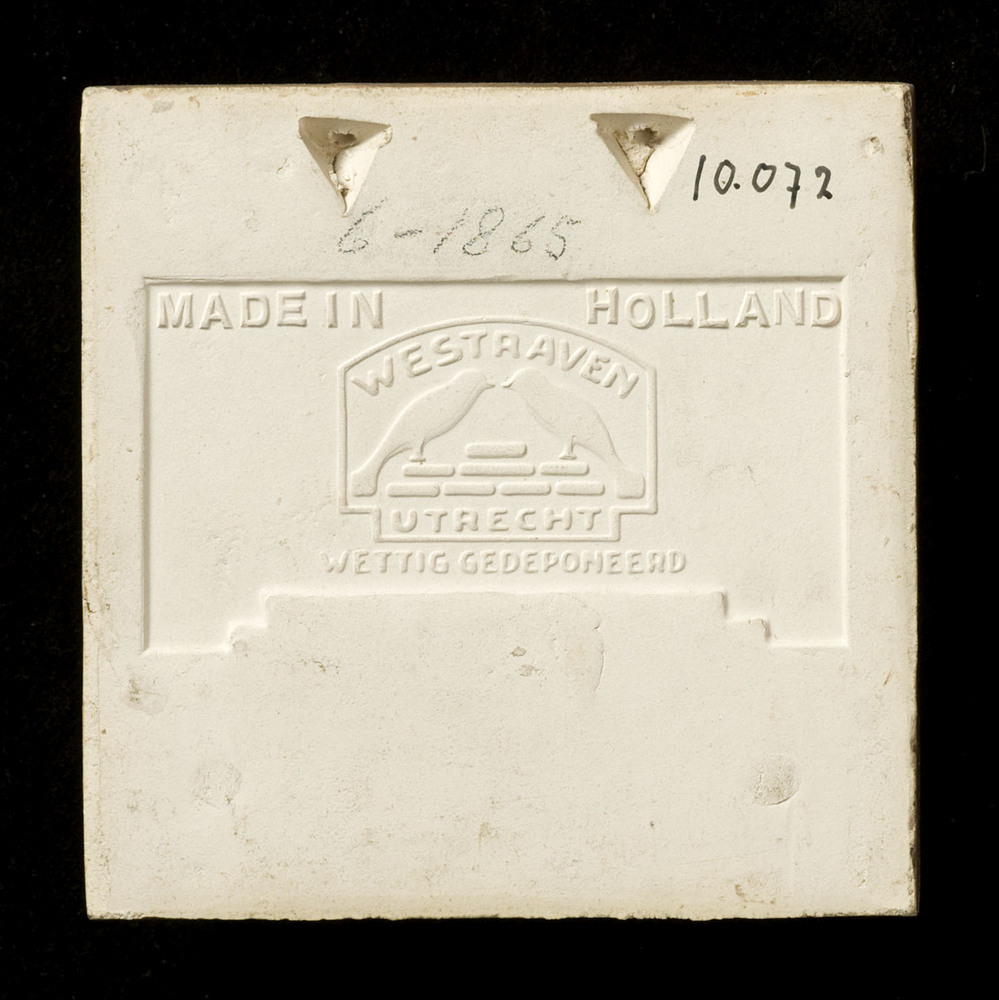 10.072
6-1865
MADE IN HOLLAND
WESTRAVEN
UTRECHT
WETTIG GEDEPONEERD